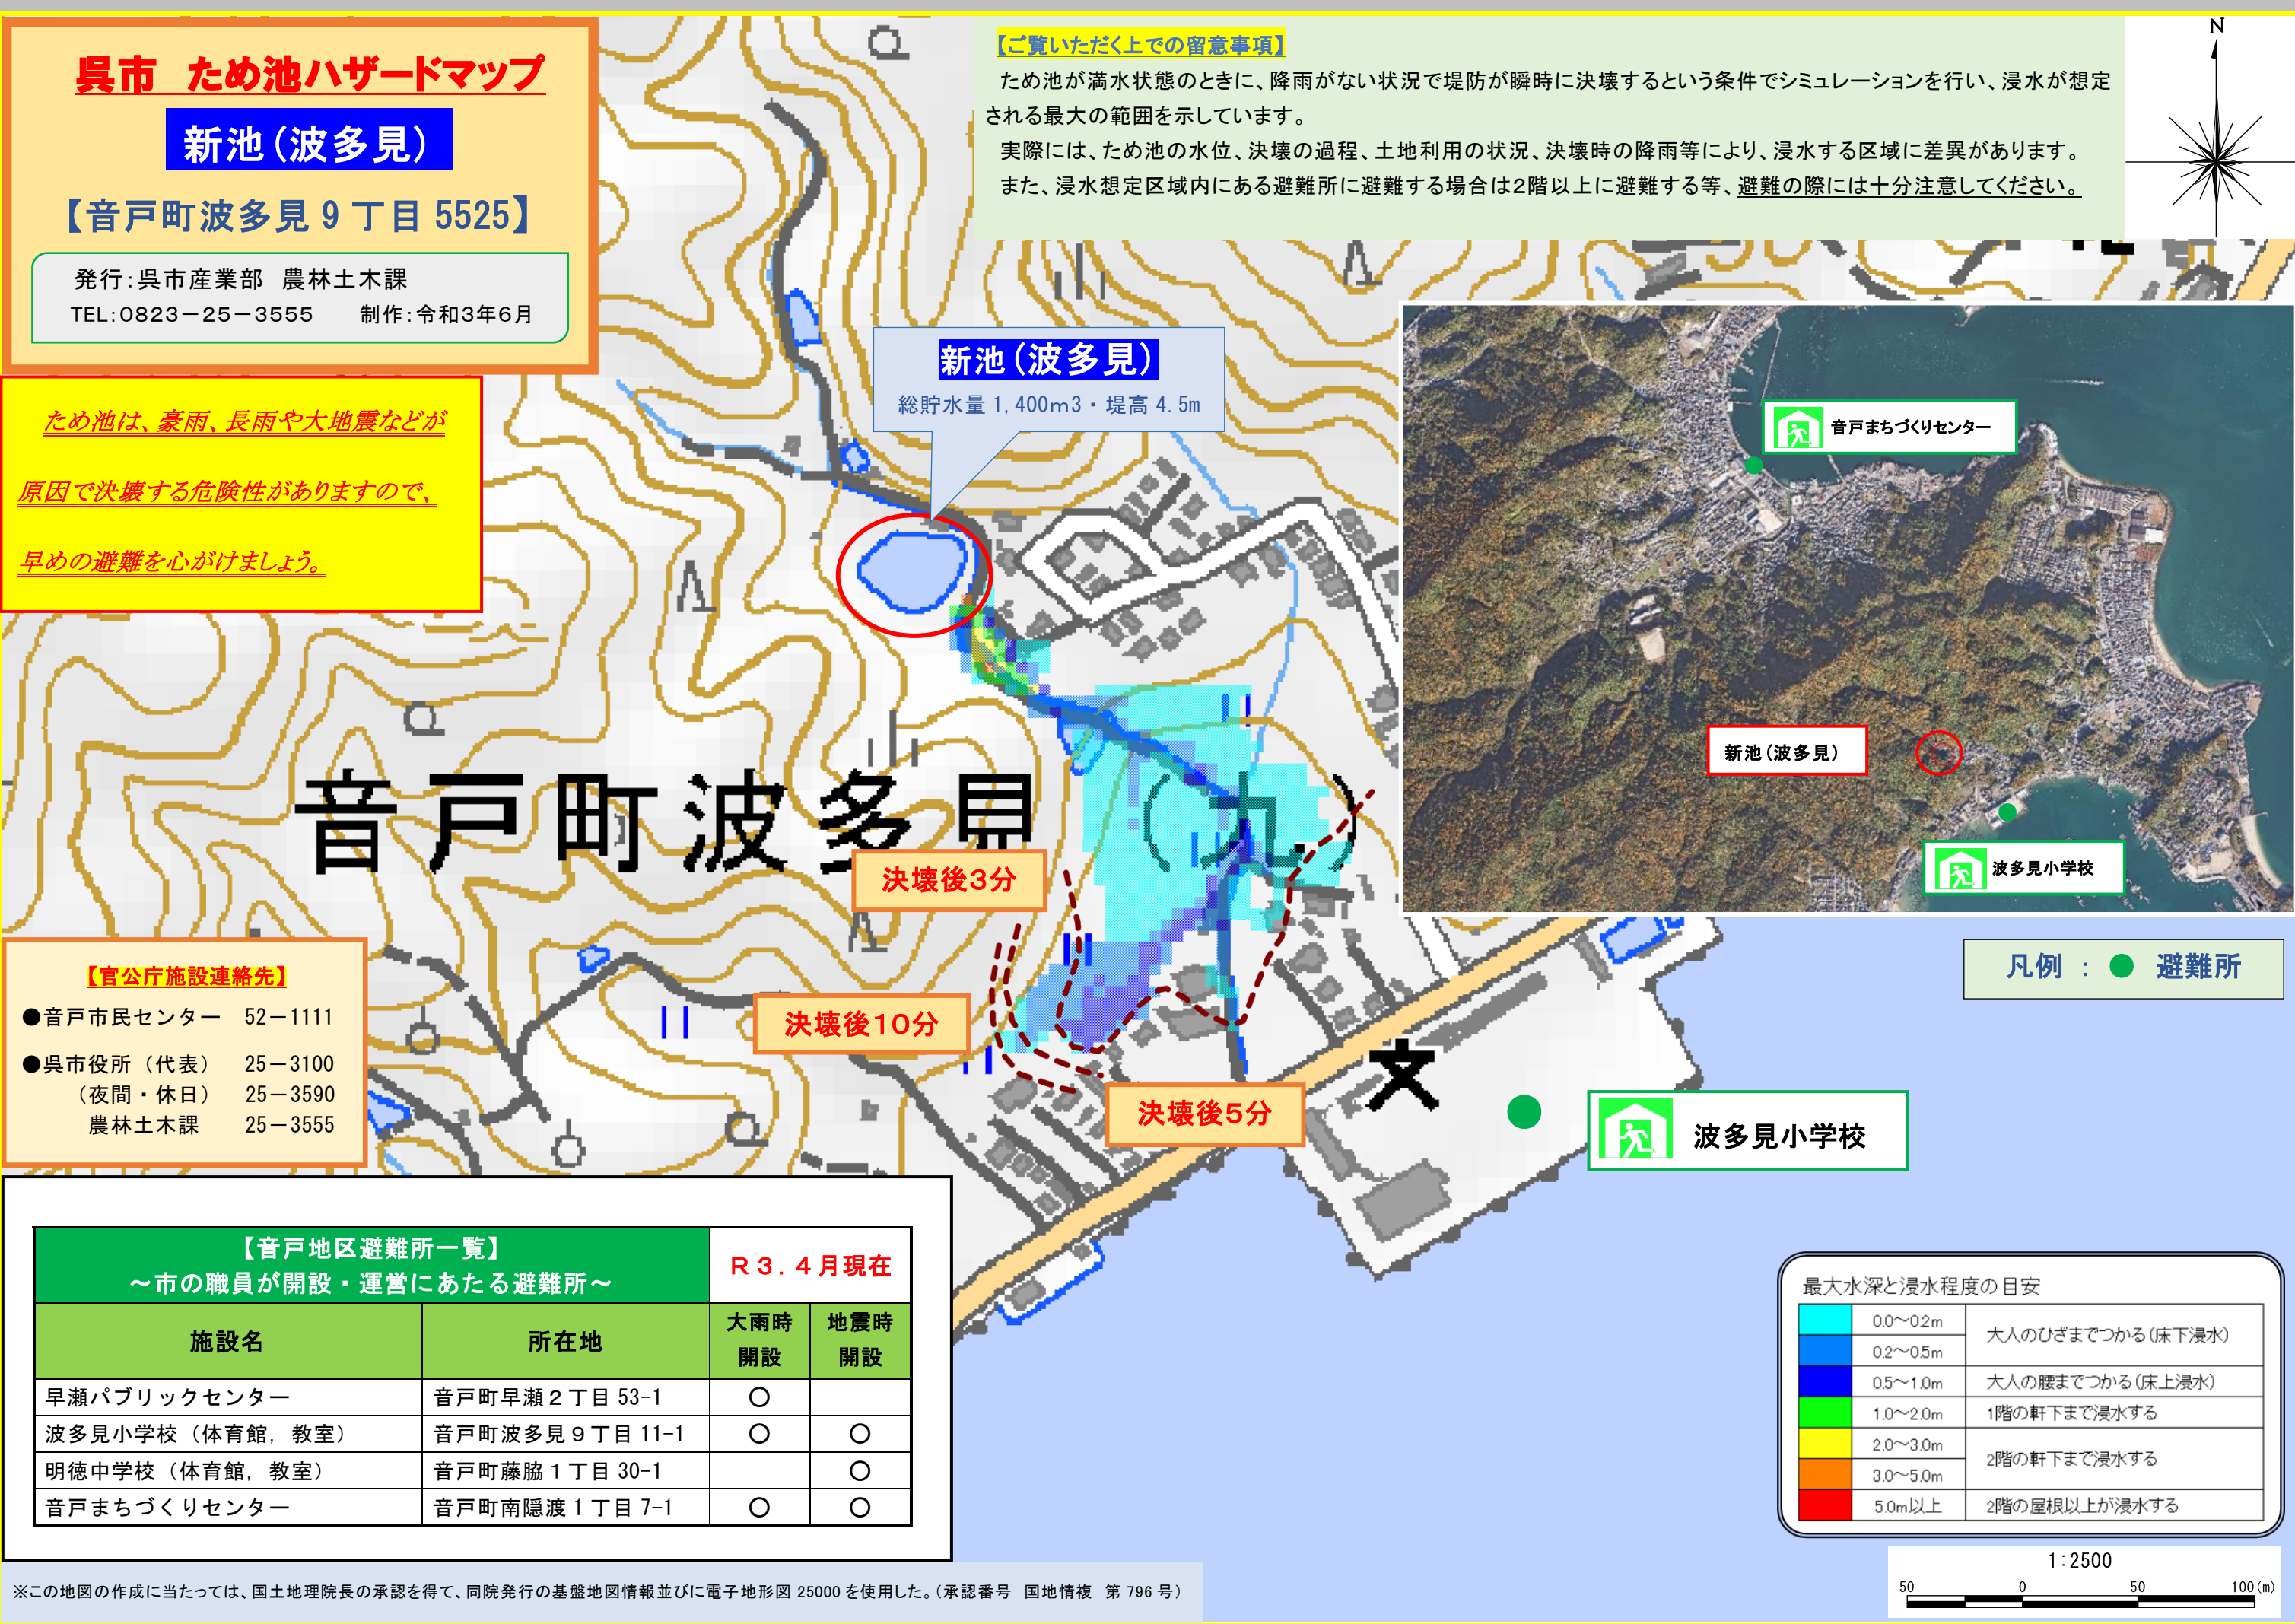 呉市　ため池ハザードマップ
新池（波多見）
【音戸町波多見９丁目5525】
発行：呉市産業部　農林土木課
TEL：０８２３－２５－３５５５　　制作：令和３年６月
【ご覧いただく上での留意事項】
ため池が満水状態のときに、降雨がない状況で堤防が瞬時に決壊するという条件でシミュレーションを行い、浸水が想定
される最大の範囲を示しています。
実際には、ため池の水位、決壊の過程、土地利用の状況、決壊時の降雨等により、浸水する区域に差異があります。
また、浸水想定区域内にある避難所に避難する場合は２階以上に避難する等、避難の際には十分注意してください。
N
ため池は、豪雨、長雨や大地震などが
原因で決壊する危険性がありますので、
早めの避難を心がけましょう。
新池（波多見）
総貯水量1,400m3・堤高4.5m
音戸まちづくりセンター
新池（波多見）
波多見小学校
音戸町波多見（九）
決壊後３分
決壊後１０分
決壊後５分
文
波多見小学校
凡例：● 避難所
【官公庁施設連絡先】
●音戸市民センター　52－1111
●呉市役所（代表）　25－3100
（夜間・休日）　25－3590
農林土木課　25－3555
【音戸地区避難所一覧】
～市の職員が開設・運営にあたる避難所～
Ｒ３．４月現在
施設名　所在地　大雨時開設　地震時開設
早瀬パブリックセンター　音戸町早瀬２丁目53-1　○
波多見小学校（体育館，教室）　音戸町波多見９丁目11-1　○　○
明徳中学校（体育館，教室）　音戸町藤脇１丁目30-1　○
音戸まちづくりセンター　音戸町南隠渡１丁目7-1　○　○
最大水深と浸水程度の目安
0.0～0.2m　大人のひざまでつかる（床下浸水）
0.2～0.5m
0.5～1.0m　大人の腰までつかる（床上浸水）
1.0～2.0m　1階の軒下まで浸水する
2.0～3.0m　2階の軒下まで浸水する
3.0～5.0m
5.0m以上　2階の屋根以上が浸水する
1：2500
50　0　50　100（m）
※この地図の作成に当たっては、国土地理院長の承認を得て、同院発行の基盤地図情報並びに電子地形図25000を使用した。（承認番号　国地情複　第796号）